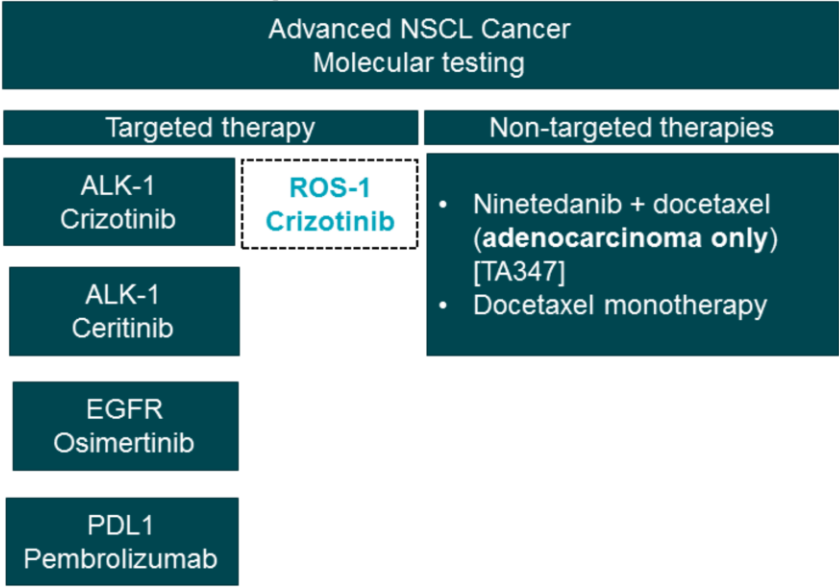 Advanced NSCL Cancer
Molecular testing
Targeted therapy
Non-targeted therapies
ALK-1
Crizotinib
ROS-1
Crizotinib
ALK-1
Ceritinib
EGFR
Osimertinib
PDL1
Pembrolizumab
• Ninetedanib + docetaxel
(adenocarcinoma only)
[TA347]
• Docetaxel monotherapy